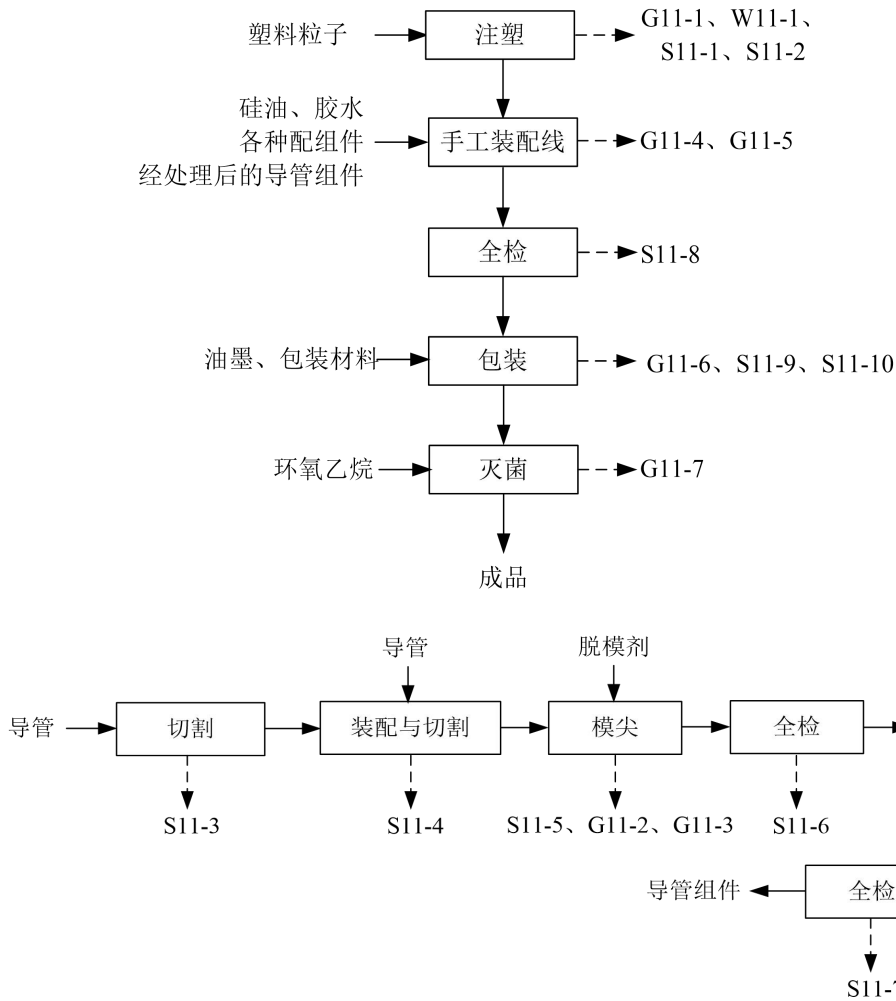 塑料粒子
注塑
G11-1、W11-1、
S11-1、S11-2
硅油、胶水
各种配组件
经处理后的导管组件
手工装配线
G11-4、G11-5
全检
S11-8
油墨、包装材料
包装
G11-6、S11-9、S11-10
环氧乙烷
灭菌
G11-7
成品
导管
脱模剂
导管
切割
装配与切割
模尖
全检
S11-3
S11-4
S11-5、G11-2、G11-3
S11-6
导管组件
全检